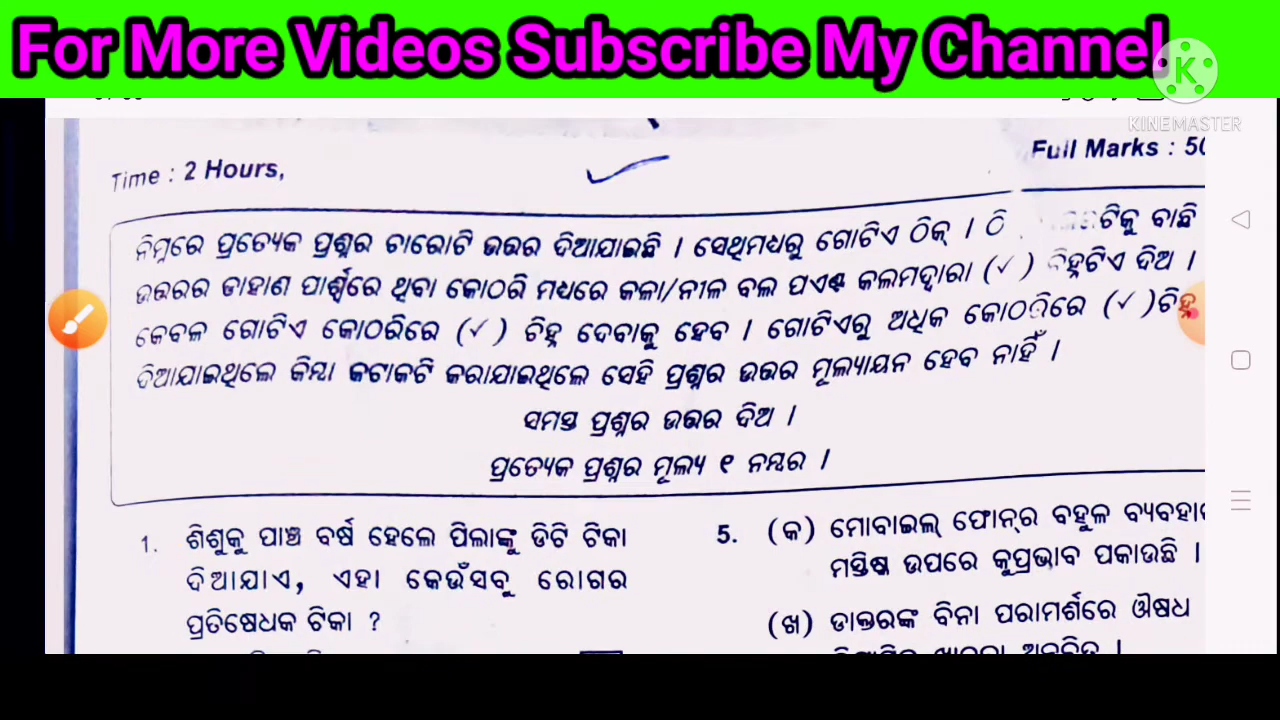 For More Videos Subscribe My Channel.
K
KINEMASTER
Time : 2 Hours,
Full Marks : 50
ନିମ୍ନରେ ପ୍ରତ୍ୟେକ ପ୍ରଶ୍ନର ଚାରୋଟି ଉତ୍ତର ଦିଆଯାଇଛି । ସେଥିମଧ୍ୟରୁ ଗୋଟିଏ ଠିକ୍ । ବାଛି
ଉତ୍ତରର ଡାହାଣ ପାର୍ଶ୍ୱରେ ଥିବା କୋଠରି ମଧ୍ୟରେ କଳା/ନୀଳ ବଲ ପଏଣ୍ଟ କଲମଦ୍ୱାରା (✓) ଚିହ୍ନଟିଏ ଦିଅ ।
କେବଳ ଗୋଟିଏ କୋଠରିରେ (✓) ଚିହ୍ନ ଦେବାକୁ ହେବ । ଗୋଟିଏରୁ ଅଧିକ କୋଠରିରେ (✓)ଚିହ୍ନ
ଦିଆଯାଇଥିଲେ କିମ୍ବା କଟାକଟି କରାଯାଇଥିଲେ ସେହି ପ୍ରଶ୍ନର ଉତ୍ତର ମୂଲ୍ୟାୟନ ହେବ ନାହିଁ ।
ସମସ୍ତ ପ୍ରଶ୍ନର ଉତ୍ତର ଦିଅ ।
ପ୍ରତ୍ୟେକ ପ୍ରଶ୍ନର ମୂଲ୍ୟ ୧ ନମ୍ବର ।
1. ଶିଶୁକୁ ପାଞ୍ଚ ବର୍ଷ ହେଲେ ପିଲାଙ୍କୁ ଡିଟି ଟିକା
ଦିଆଯାଏ, ଏହା କେଉଁସବୁ ରୋଗର
ପ୍ରତିଷେଧକ ଟିକା ?
5. (କ) ମୋବାଇଲ୍ ଫୋନ୍‌ର ବହୁଳ
ମସ୍ତିଷ୍କ ଉପରେ କୁପ୍ରଭାବ ପକାଉଛି ।
(ଖ) ଡାକ୍ତରଙ୍କ ବିନା ପରାମର୍ଶରେ ଔଷଧ